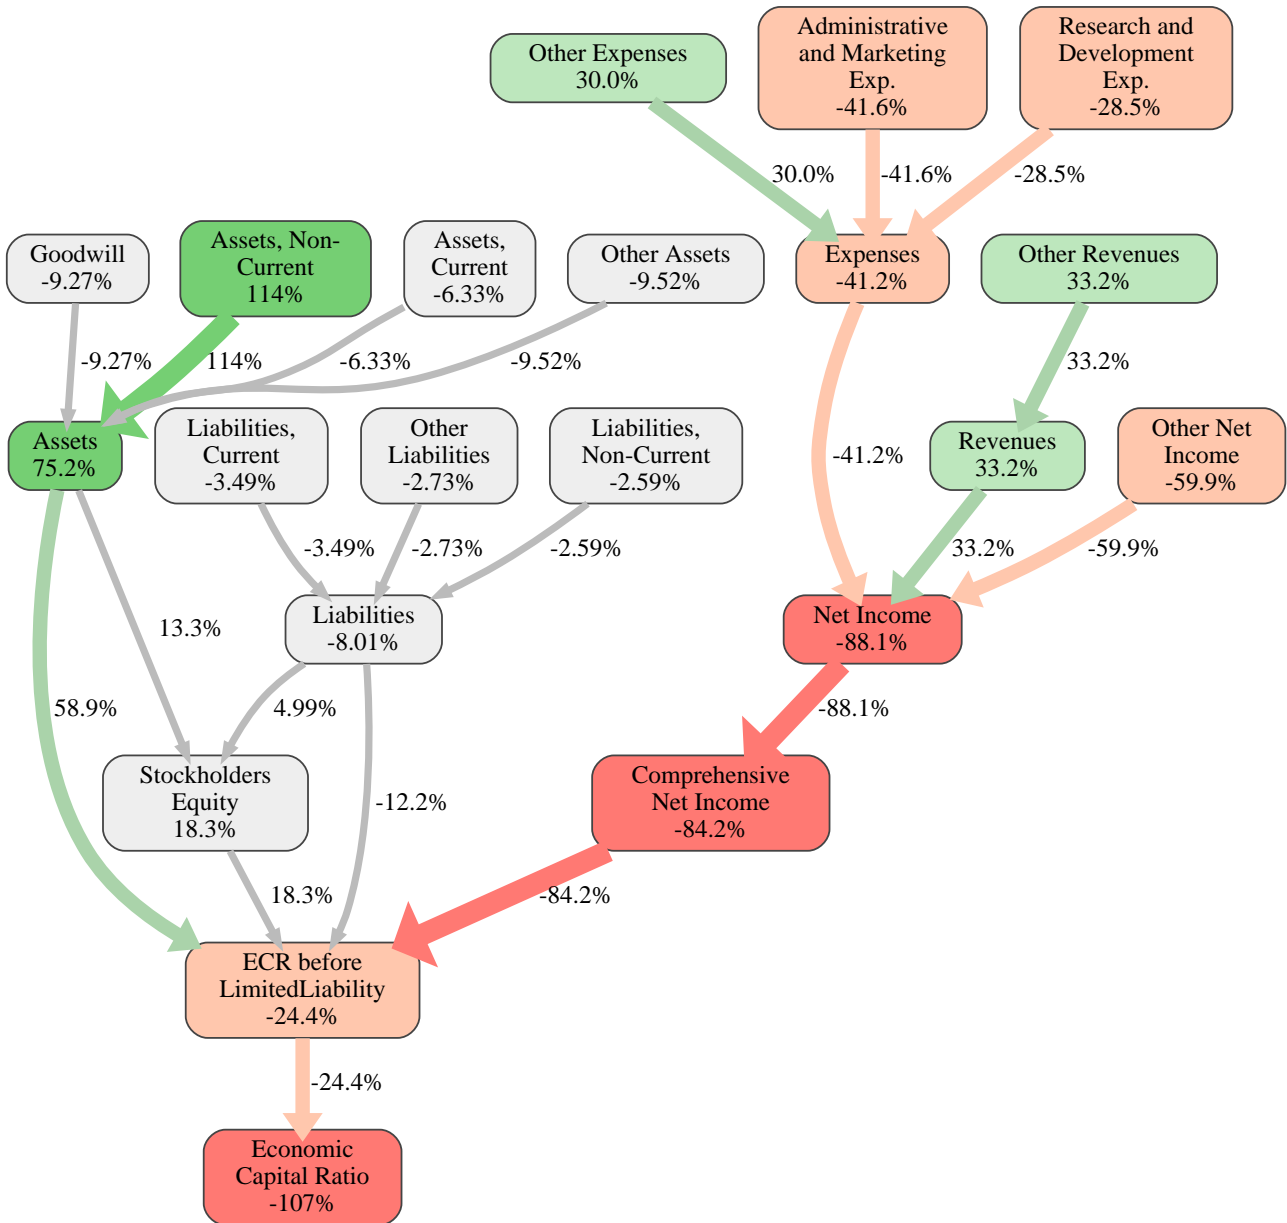 Other Expenses
30.0%
Administrative
and Marketing
Exp.
-41.6%
Research and
Development
Exp.
-28.5%
30.0%
-41.6%
-28.5%
Goodwill
-9.27%
Assets, Non-
Current
114%
Assets,
Current
-6.33%
Other Assets
-9.52%
Expenses
-41.2%
Other Revenues
33.2%
-9.27%
114%
-6.33%
-9.52%
33.2%
Assets
75.2%
Liabilities,
Current
-3.49%
Other
Liabilities
-2.73%
Liabilities,
Non-Current
-2.59%
-41.2%
Revenues
33.2%
Other Net
Income
-59.9%
-3.49%
-2.73%
-2.59%
33.2%
-59.9%
13.3%
Liabilities
-8.01%
Net Income
-88.1%
58.9%
4.99%
-88.1%
Stockholders
Equity
18.3%
-12.2%
Comprehensive
Net Income
-84.2%
18.3%
-84.2%
ECR before
LimitedLiability
-24.4%
-24.4%
Economic
Capital Ratio
-107%